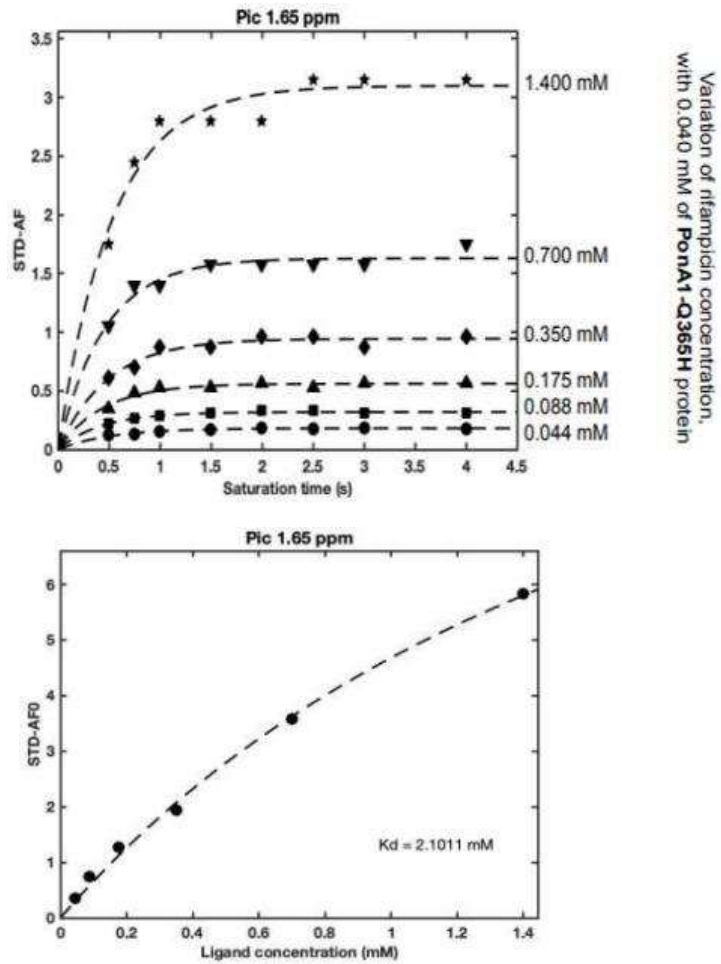 Pic 1.65 ppm
3.5
3
2.5
2
1.5
1
0.5
0
STD-AF
1.400 mM
0.700 mM
0.350 mM
0.175 mM
0.088 mM
0.044 mM
0 0.5 1 1.5 2 2.5 3 3.5 4 4.5
Saturation time (s)
Variation of rifampicin concentration,
with 0.040 mM of PonA1-Q365H protein
Pic 1.65 ppm
6
5
4
3
2
1
0
STD-AF0
Kd = 2.1011 mM
0 0.2 0.4 0.6 0.8 1 1.2 1.4
Ligand concentration (mM)